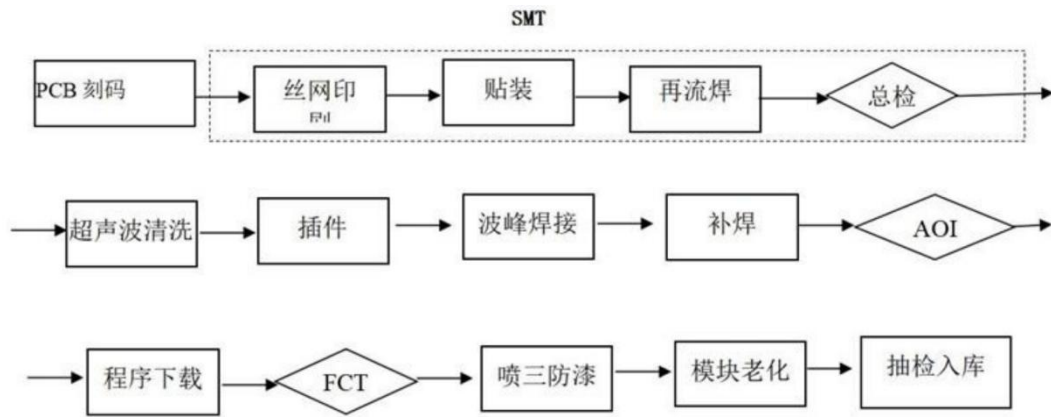 SMT
PCB 刻码
丝网印
刷
贴装
再流焊
总检
超声波清洗
插件
波峰焊接
补焊
AOI
程序下载
FCT
喷三防漆
模块老化
抽检入库